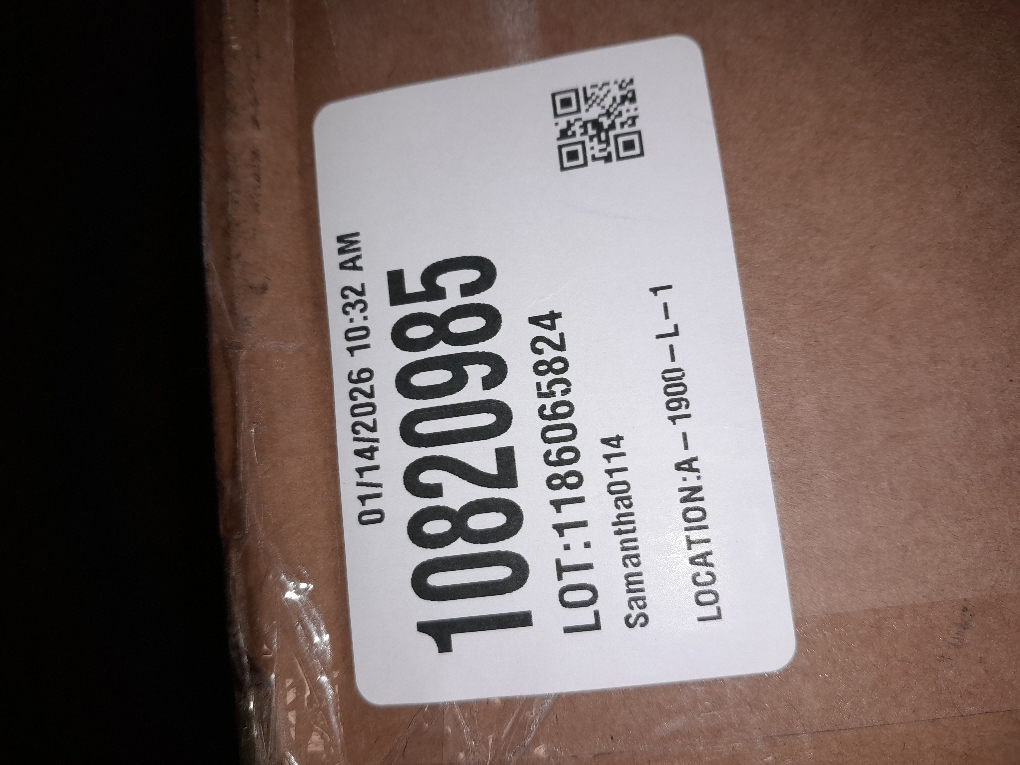 01/14/2026 10:32 AM
10820985
LOT:1186065824
Samantha0114
LOCATION:A-1900-L-1